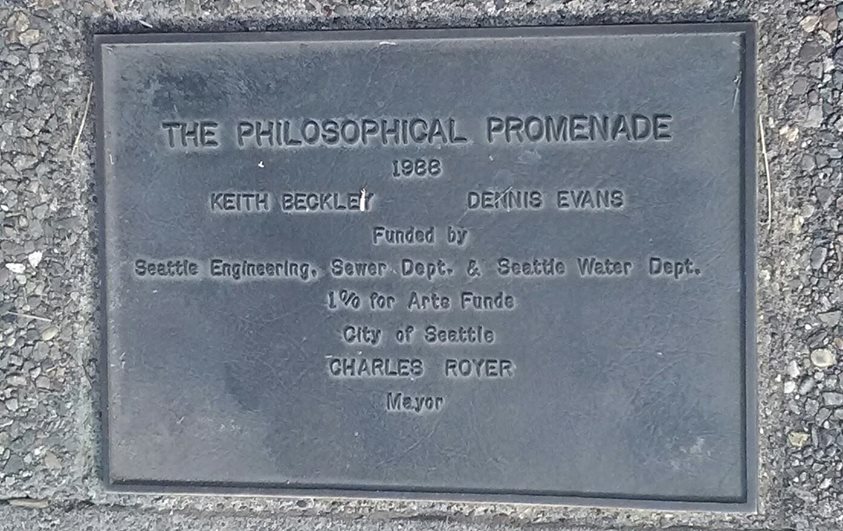 THE PHILOSOPHICAL PROMENADE
1988
KEITH BECKLEY DENNIS EVANS
Funded by
Seattle Engineering, Sewer Dept. & Seattle Water Dept.
1% for Arts Funds
City of Seattle
CHARLES ROYER
Mayor